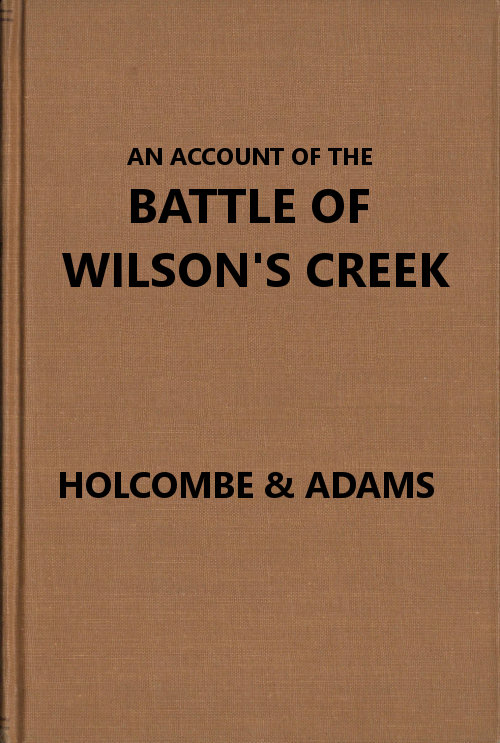 AN ACCOUNT OF THE
BATTLE OF
WILSON'S CREEK
HOLCOMBE & ADAMS